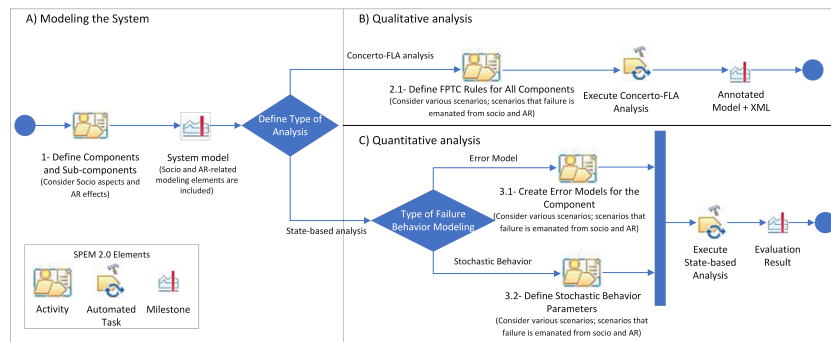 A) Modeling the System
1- Define Components
and Sub-components
(Consider Socio aspects and
AR effects)
System model
(Socio and AR-related
modeling elements are
included)
Define Type of
Analysis
Concerto-FLA analysis
State-based analysis
SPEM 2.0 Elements
Activity
Automated
Task
Milestone
B) Qualitative analysis
2.1- Define FPTC Rules for All Components
(Consider various scenarios; scenarios that failure is
emanated from socio and AR)
Execute Concerto-FLA
Analysis
Annotated
Model + XML
C) Quantitative analysis
Type of Failure
Behavior Modeling
Error Model
3.1- Create Error Models for the
Component
(Consider various scenarios; scenarios that
failure is emanated from socio and AR)
Stochastic Behavior
3.2- Define Stochastic Behavior
Parameters
(Consider various scenarios; scenarios that
failure is emanated from socio and AR)
Execute
State-based
Analysis
Evaluation
Result